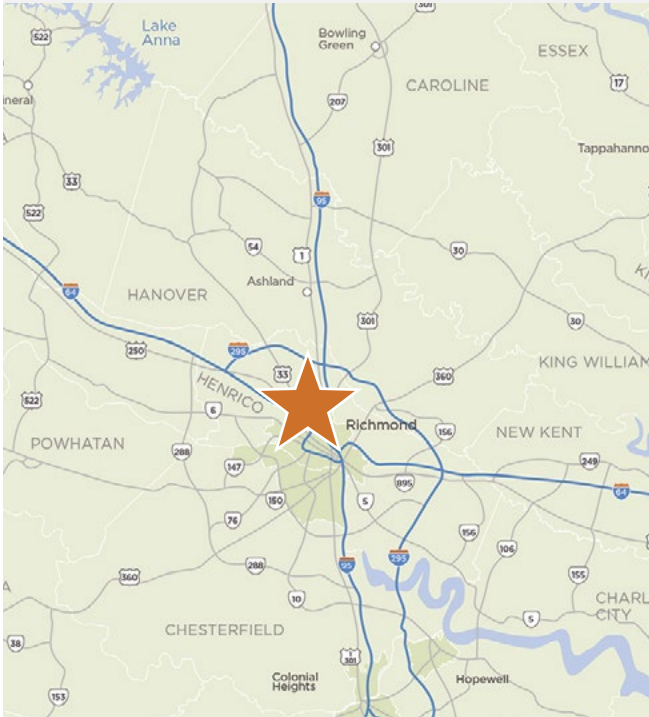 301
Lake
Anna
522
Bowling
Green
ESSEX
17
CAROLINE
207
301
Tappahanno
33
522
95
54
1
30
Ashland
64
HANOVER
301
30
250
295
KING WILLIAM
33
360
HENRICO
522
6
Richmond
156
NEW KENT
POWHATAN
288
147
249
895
64
150
5
76
156
106
95
295
288
360
155
10
CHARL
CITY
5
CHESTERFIELD
38
1
301
Colonial
Heights
Hopewell
153